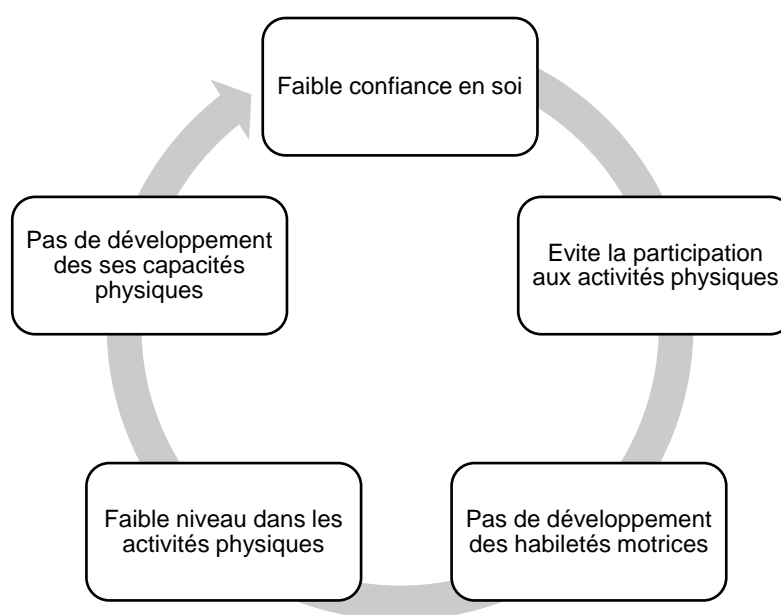 Faible confiance en soi
Evite la participation
aux activités physiques
Pas de développement
des habiletés motrices
Faible niveau dans les
activités physiques
Pas de développement
des ses capacités
physiques